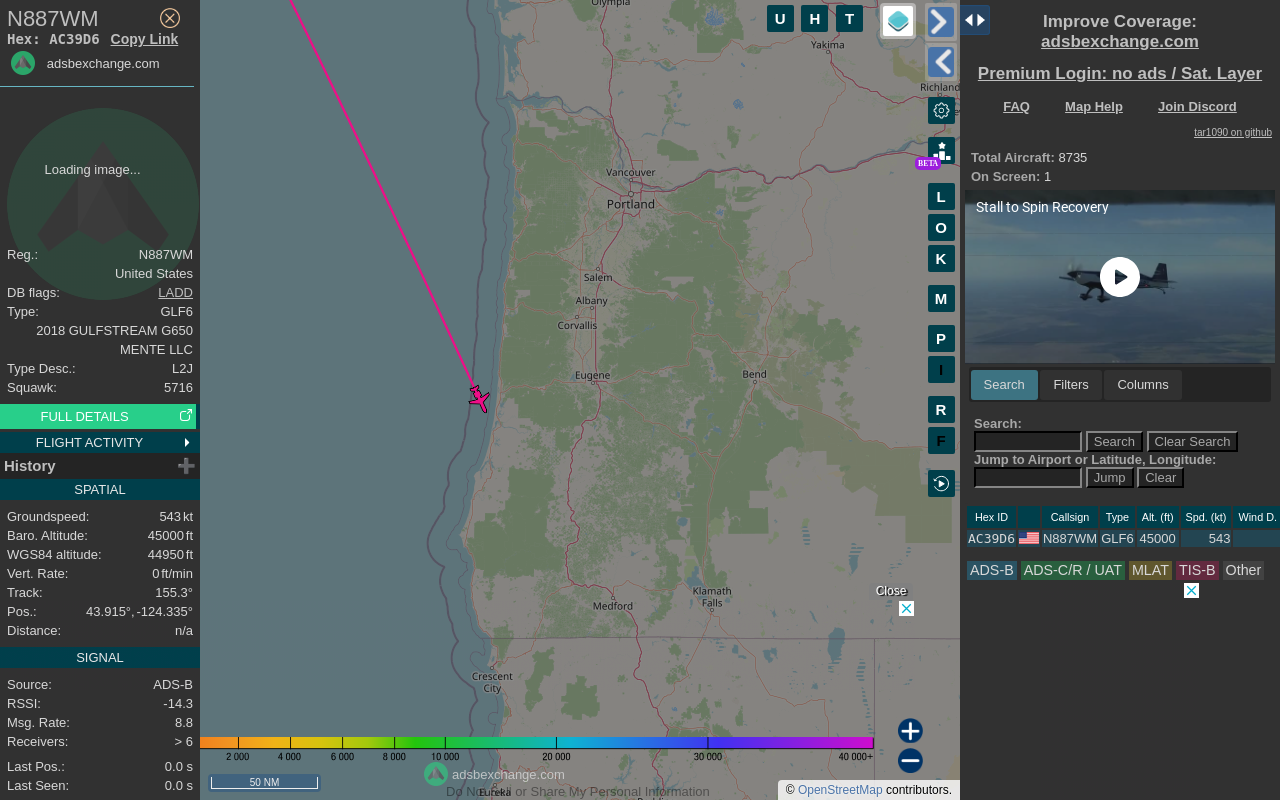 N887WM
Hex: AC39D6 Copy Link
adsbexchange.com
Loading image...
Reg.: N887WM
United States
DB flags: LADD
Type: GLF6
2018 GULFSTREAM G650
MENTE LLC
Type Desc.: L2J
Squawk: 5716
FULL DETAILS
FLIGHT ACTIVITY
History
SPATIAL
Groundspeed: 543 kt
Baro. Altitude: 45000 ft
WGS84 altitude: 44950 ft
Vert. Rate: 0 ft/min
Track: 155.3°
Pos.: 43.915°, -124.335°
Distance: n/a
SIGNAL
Source: ADS-B
RSSI: -14.3
Msg. Rate: 8.8
Receivers: > 6
Last Pos.: 0.0 s
Last Seen: 0.0 s
Olympia
Yakima
Richland
Vancouver
Portland
Salem
Albany
Corvallis
Eugene
Bend
Medford
Klamath
Falls
Crescent
City
Eureka
U H T
BETA
L
O
K
M
P
I
R
F
Close
2 000 4 000 6 000 8 000 10 000 20 000 30 000 40 000+
50 NM
adsbexchange.com
Do Not Sell or Share My Personal Information
© OpenStreetMap contributors.
Improve Coverage:
adsbexchange.com
Premium Login: no ads / Sat. Layer
FAQ Map Help Join Discord
tar1090 on github
Total Aircraft: 8735
On Screen: 1
Stall to Spin Recovery
Search Filters Columns
Search:
Search Clear Search
Jump to Airport or Latitude, Longitude:
Jump Clear
Hex ID Callsign Type Alt. (ft) Spd. (kt) Wind D.
AC39D6 N887WM GLF6 45000 543
ADS-B ADS-C/R / UAT MLAT TIS-B Other